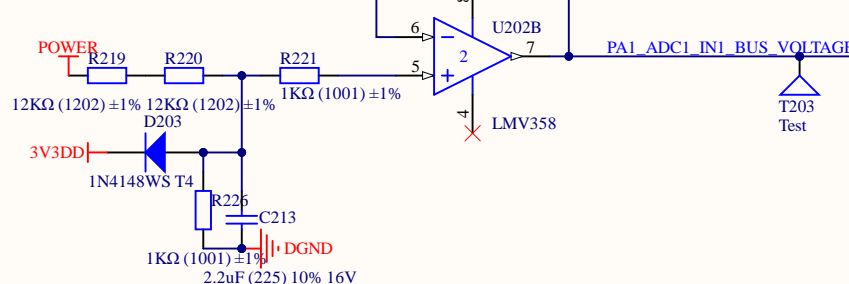 8
6
U202B
POWER
R219
R220
R221
2
7
PA1_ADC1_IN1_BUS_VOLTAGE
5
12KΩ (1202) ±1%
12KΩ (1202) ±1%
1KΩ (1001) ±1%
4
T203
Test
D203
LMV358
3V3DD
1N4148WS T4
R226
C213
DGND
1KΩ (1001) ±1%
2.2uF (225) 10% 16V